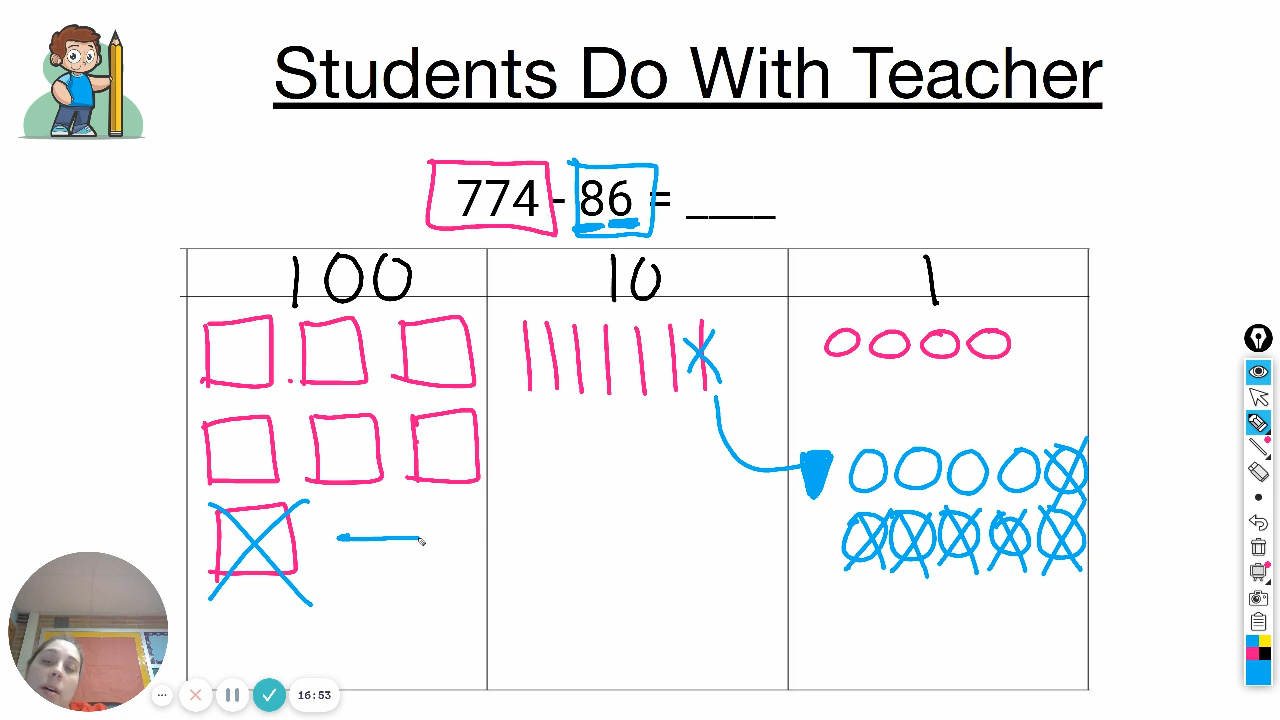 Students Do With Teacher
774 - 86 = ____
100 10 1
16:53